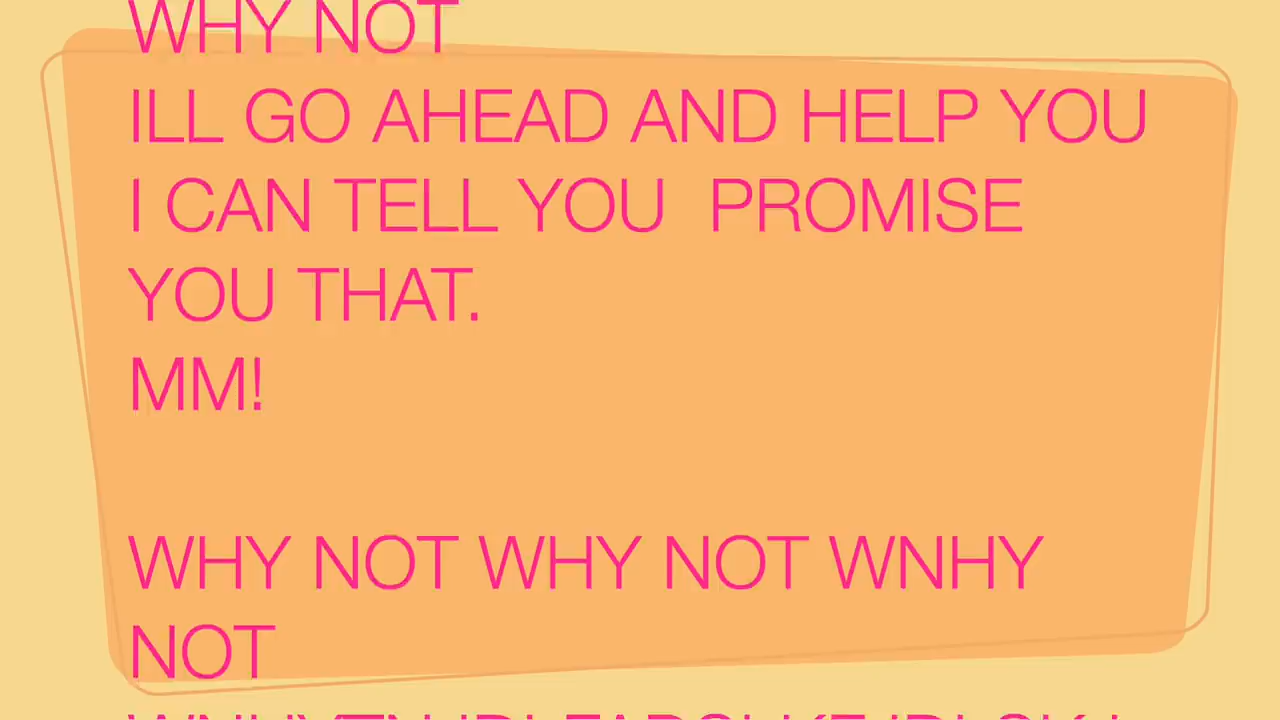 WHY NOT
ILL GO AHEAD AND HELP YOU
I CAN TELL YOU  PROMISE
YOU THAT.
MM!
WHY NOT WHY NOT WNHY
NOT